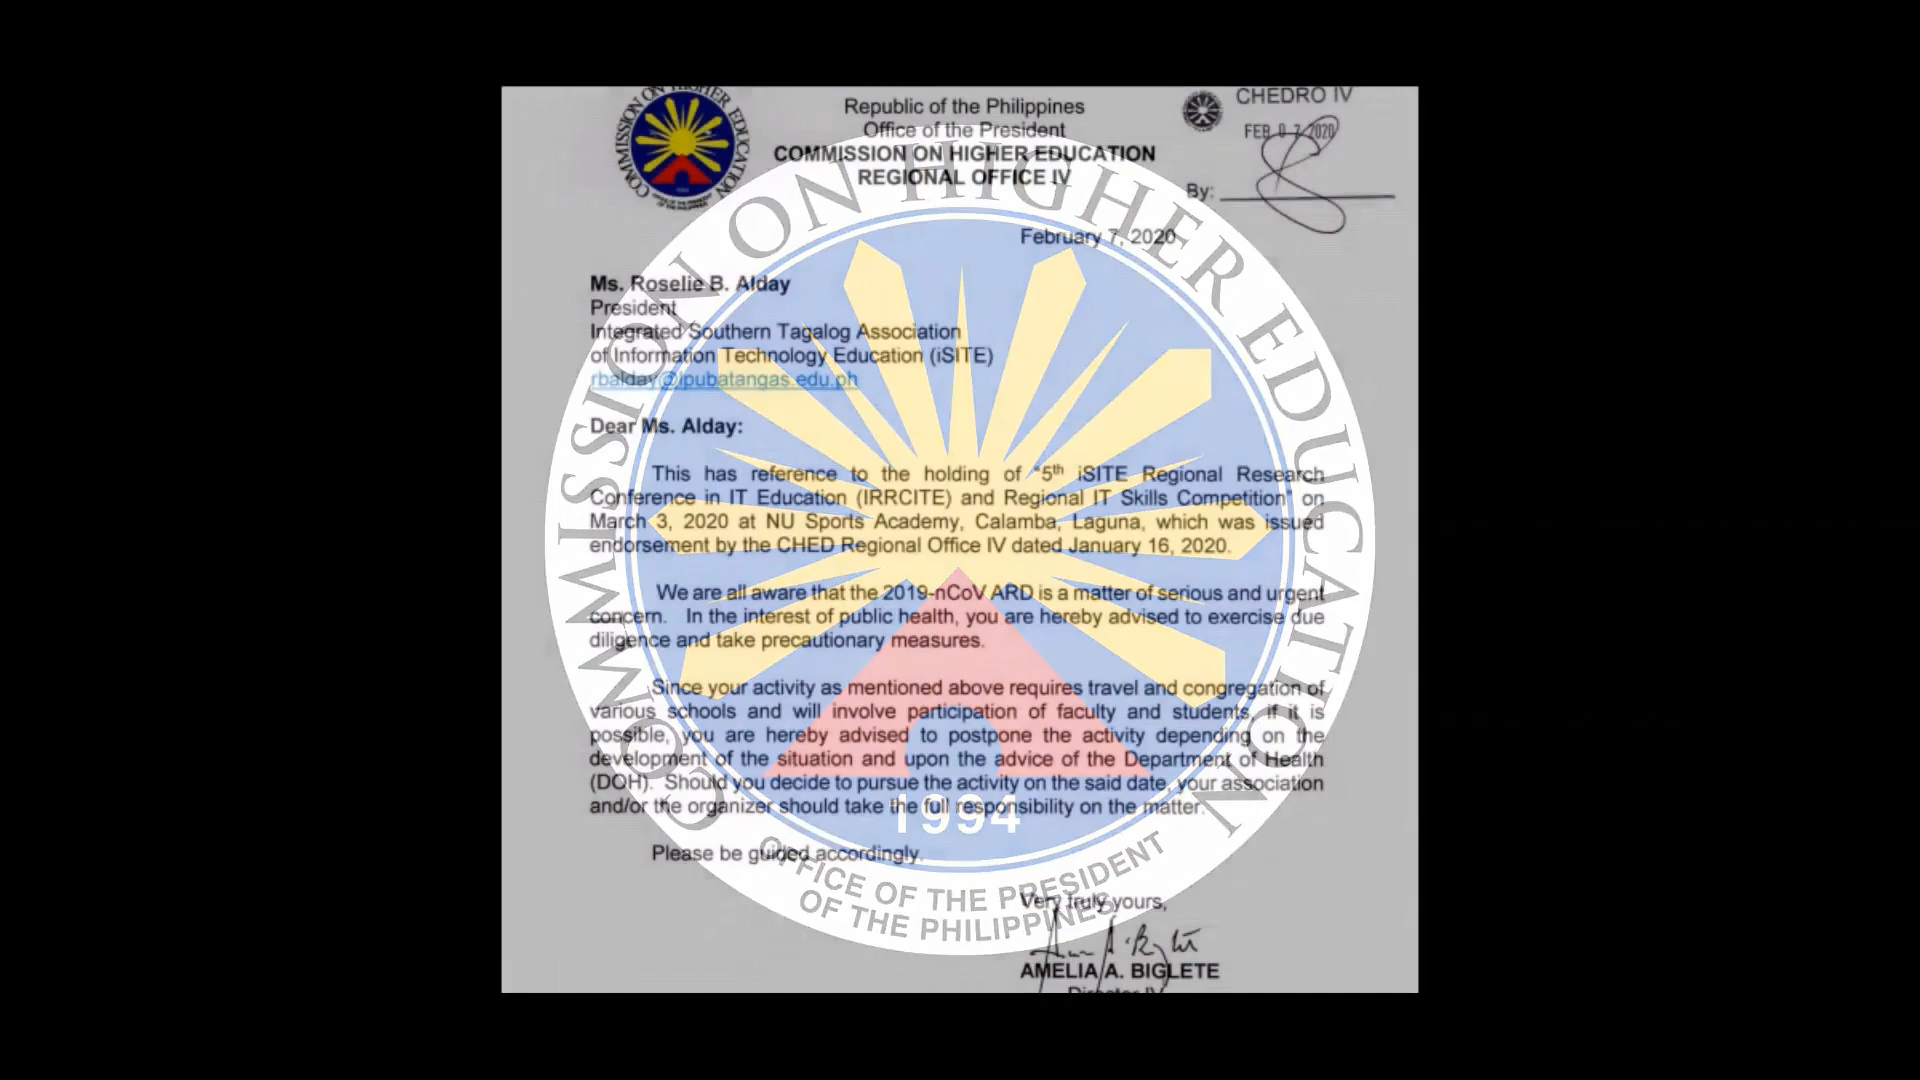 COMMISSION ON HIGHER EDUCATION
Republic of the Philippines
Office of the President
COMMISSION ON HIGHER EDUCATION
REGIONAL OFFICE IV
CHEDRO IV
FEB 07 2020
By:
February 7, 2020
Ms. Roselie B. Alday
President
Integrated Southern Tagalog Association
of Information Technology Education (iSITE)
rbalday@lpubatangas.edu.ph
Dear Ms. Alday:
This has reference to the holding of "5th iSITE Regional Research
Conference in IT Education (IRRCITE) and Regional IT Skills Competition" on
March 3, 2020 at NU Sports Academy, Calamba, Laguna, which was issued
endorsement by the CHED Regional Office IV dated January 16, 2020.
We are all aware that the 2019-nCoV ARD is a matter of serious and urgent
concern. In the interest of public health, you are hereby advised to exercise due
diligence and take precautionary measures.
Since your activity as mentioned above requires travel and congregation of
various schools and will involve participation of faculty and students, if it is
possible, you are hereby advised to postpone the activity depending on the
development of the situation and upon the advice of the Department of Health
(DOH). Should you decide to pursue the activity on the said date, your association
and/or the organizer should take the full responsibility on the matter.
Please be guided accordingly.
Very truly yours,
AMELIA A. BIGLETE
Director IV
COMMISSION ON HIGHER EDUCATION
1994
OFFICE OF THE PRESIDENT
OF THE PHILIPPINES